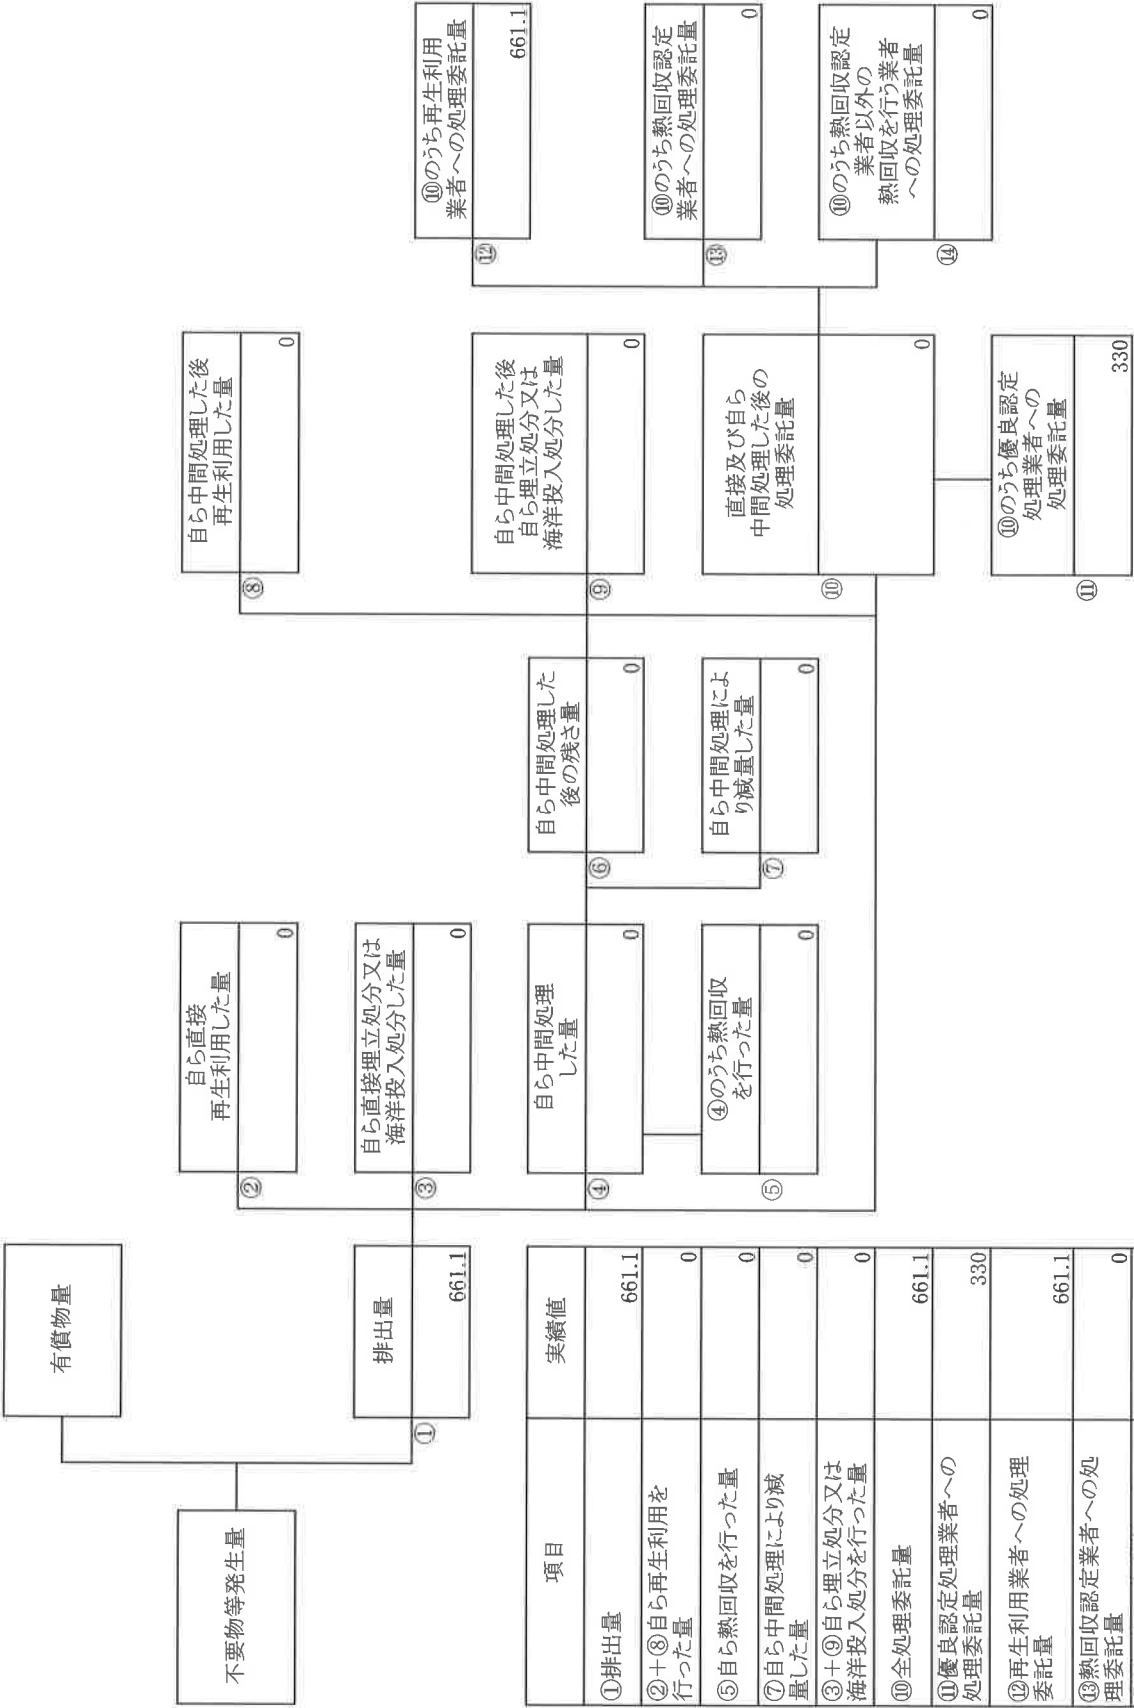 不要物等発生量
有償物量
排出量
①
661.1
自ら直接
再生利用した量
②
0
自ら直接埋立処分又は
海洋投入処分した量
③
0
自ら中間処理
した量
④
0
④のうち熱回収
を行った量
⑤
0
自ら中間処理した
後の残さ量
⑥
0
自ら中間処理によ
り減量した量
⑦
0
自ら中間処理した後
再生利用した量
⑧
0
自ら中間処理した後
自ら埋立処分又は
海洋投入処分した量
⑨
0
直接及び自ら
中間処理した後の
処理委託量
⑩
0
⑩のうち優良認定
処理業者への
処理委託量
⑪
330
⑩のうち再生利用
業者への処理委託量
⑫
661.1
⑩のうち熱回収認定
業者への処理委託量
⑬
0
⑩のうち熱回収認定
業者以外の
熱回収を行う業者
への処理委託量
⑭
0
項目 実績値
①排出量 661.1
②+⑧自ら再生利用を
行った量 0
⑤自ら熱回収を行った量 0
⑦自ら中間処理により減
量した量 0
③+⑨自ら埋立処分又は
海洋投入処分を行った量 0
⑩全処理委託量 661.1
⑪優良認定処理業者への
処理委託量 330
⑫再生利用業者への処理
委託量 661.1
⑬熱回収認定業者への処
理委託量 0